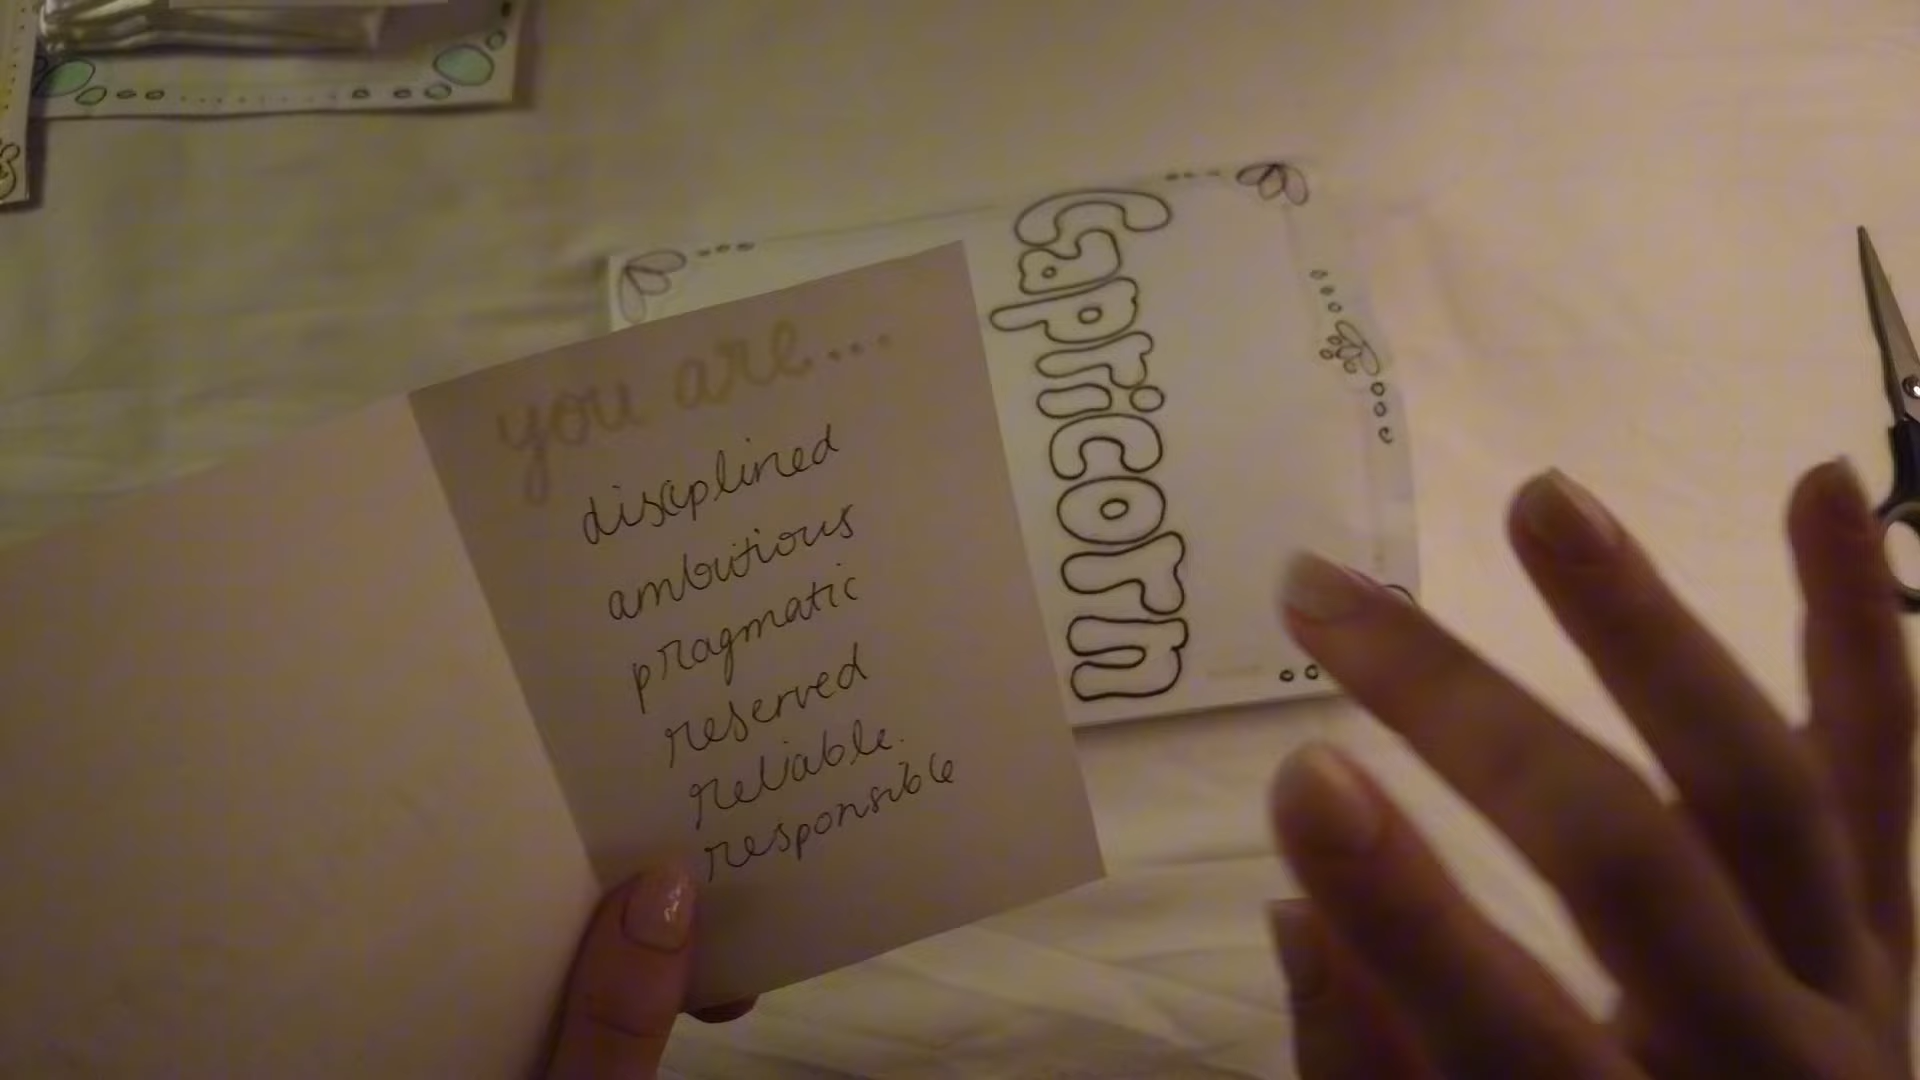 you are...
disciplined
ambitious
pragmatic
reserved
reliable.
responsible
Capricorn